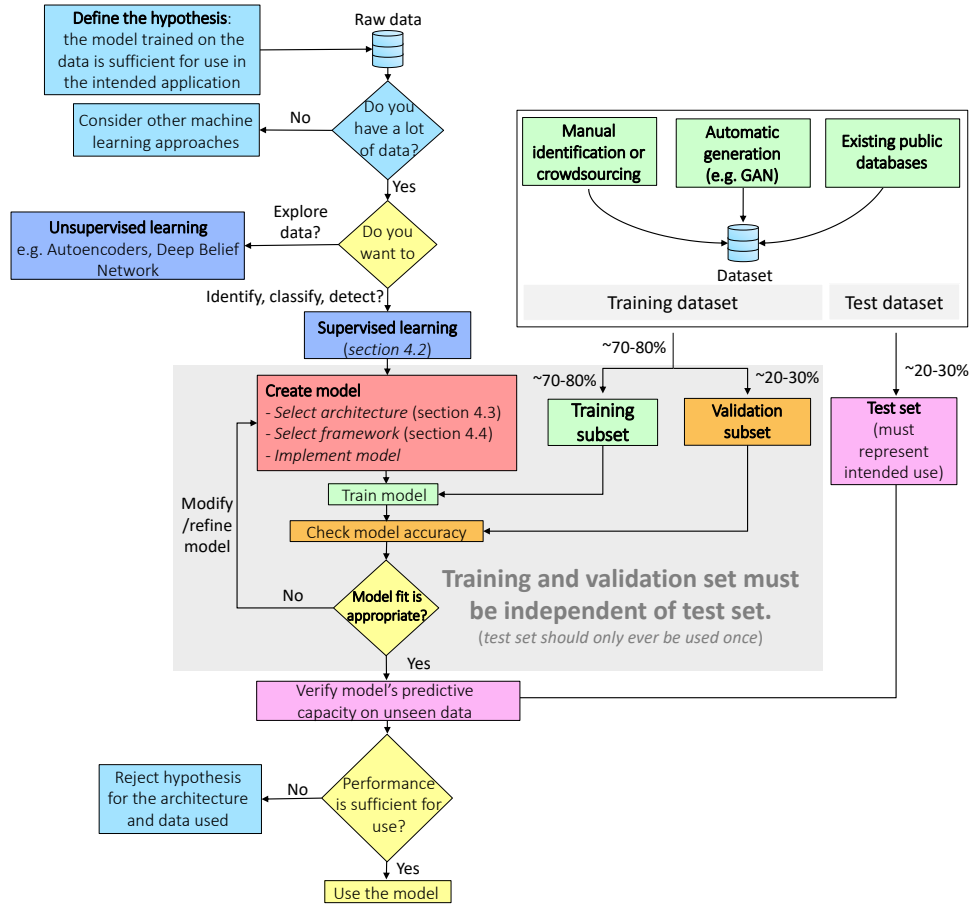 Define the hypothesis:
the model trained on the
data is sufficient for use in
the intended application
Raw data
Do you
have a lot
of data?
No
Consider other machine
learning approaches
Yes
Do you
want to
Explore
data?
Unsupervised learning
e.g. Autoencoders, Deep Belief
Network
Identify, classify, detect?
Supervised learning
(section 4.2)
Manual
identification or
crowdsourcing
Automatic
generation
(e.g. GAN)
Existing public
databases
Dataset
Training dataset
Test dataset
~70-80%
~70-80%
~20-30%
~20-30%
Create model
- Select architecture (section 4.3)
- Select framework (section 4.4)
- Implement model
Training
subset
Validation
subset
Test set
(must
represent
intended use)
Train model
Check model accuracy
Modify
/refine
model
No
Model fit is
appropriate?
Training and validation set must
be independent of test set.
(test set should only ever be used once)
Yes
Verify model's predictive
capacity on unseen data
Performance
is sufficient for
use?
No
Reject hypothesis
for the architecture
and data used
Yes
Use the model